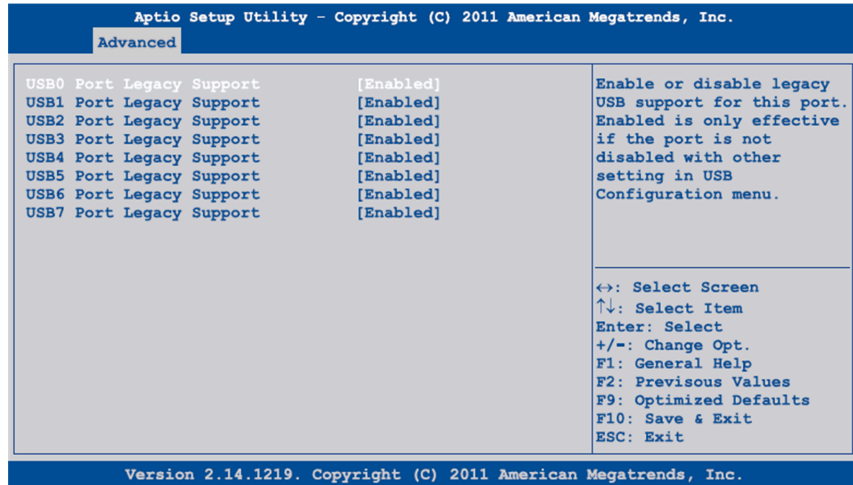 Aptio Setup Utility – Copyright (C) 2011 American Megatrends, Inc.
Advanced
USB0 Port Legacy Support [Enabled]
USB1 Port Legacy Support [Enabled]
USB2 Port Legacy Support [Enabled]
USB3 Port Legacy Support [Enabled]
USB4 Port Legacy Support [Enabled]
USB5 Port Legacy Support [Enabled]
USB6 Port Legacy Support [Enabled]
USB7 Port Legacy Support [Enabled]
Enable or disable legacy
USB support for this port.
Enabled is only effective
if the port is not
disabled with other
setting in USB
Configuration menu.
↔: Select Screen
↑↓: Select Item
Enter: Select
+/-: Change Opt.
F1: General Help
F2: Previsous Values
F9: Optimized Defaults
F10: Save & Exit
ESC: Exit
Version 2.14.1219. Copyright (C) 2011 American Megatrends, Inc.